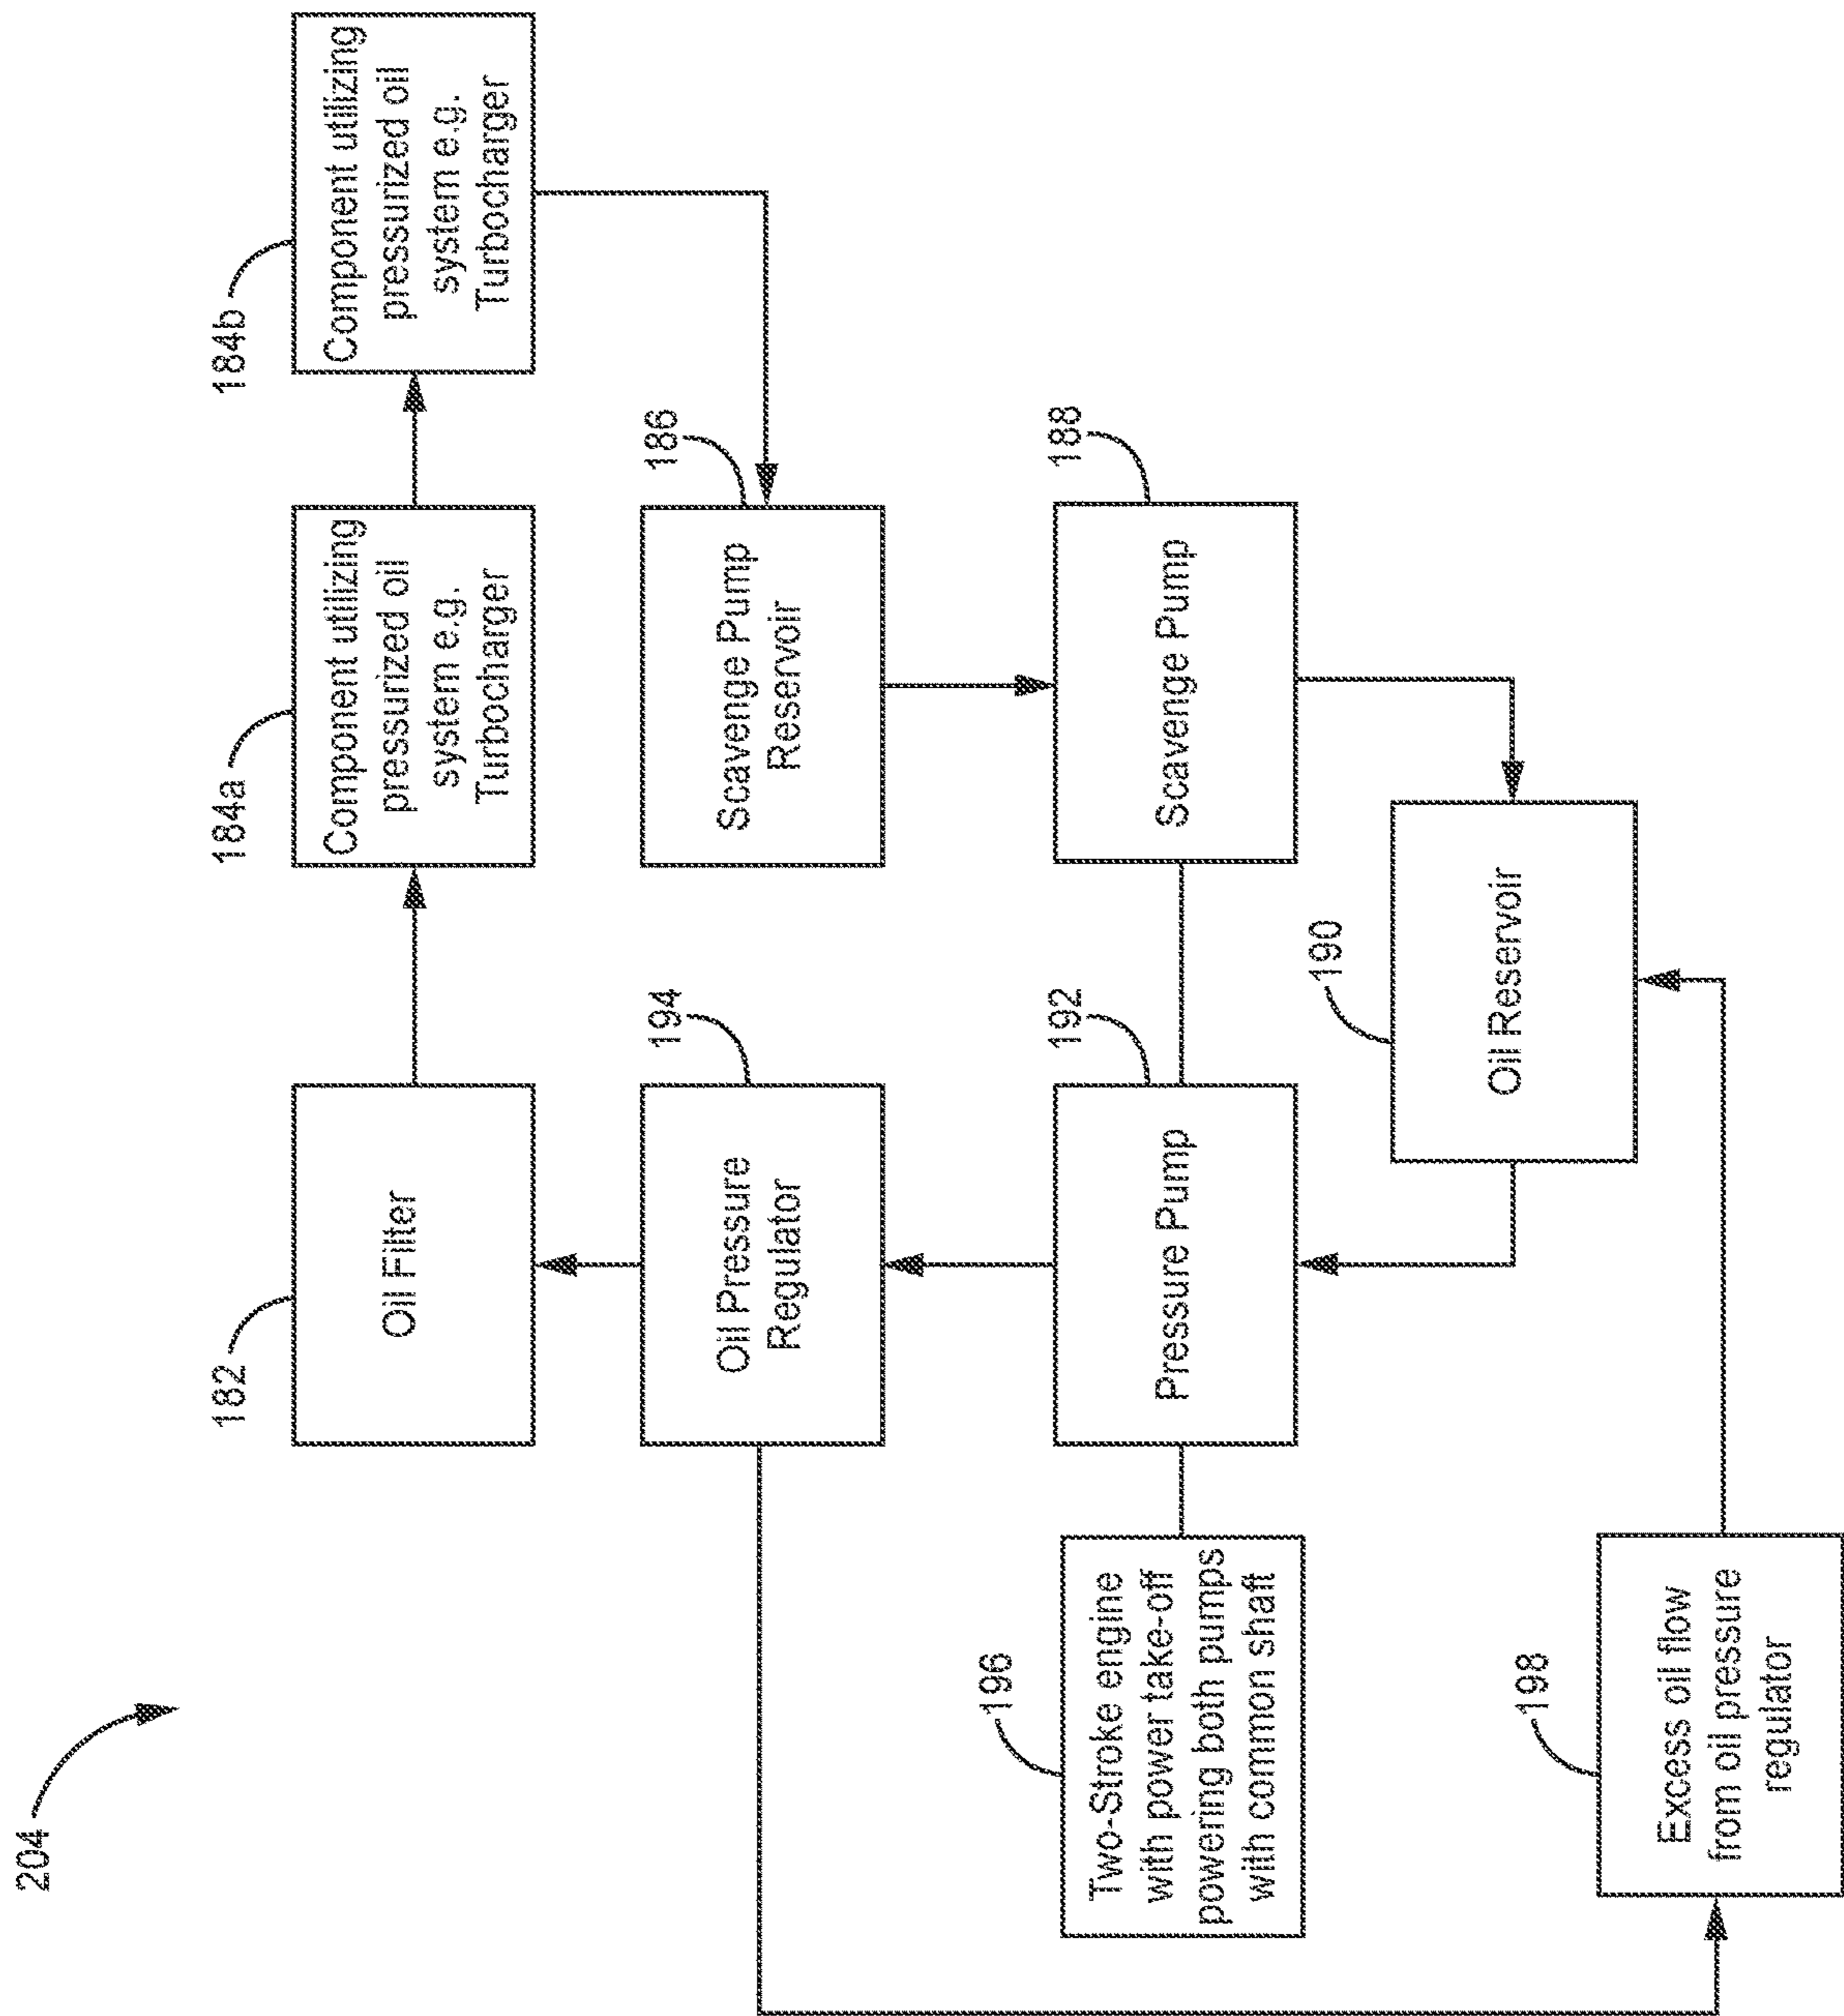 204
182
Oil Filter
184a
Component utilizing
pressurized oil
system e.g.
Turbocharger
184b
Component utilizing
pressurized oil
system e.g.
Turbocharger
194
Oil Pressure
Regulator
186
Scavenge Pump
Reservoir
196
Two-Stroke engine
with power take-off
powering both pumps
with common shaft
192
Pressure Pump
188
Scavenge Pump
190
Oil Reservoir
198
Excess oil flow
from oil pressure
regulator